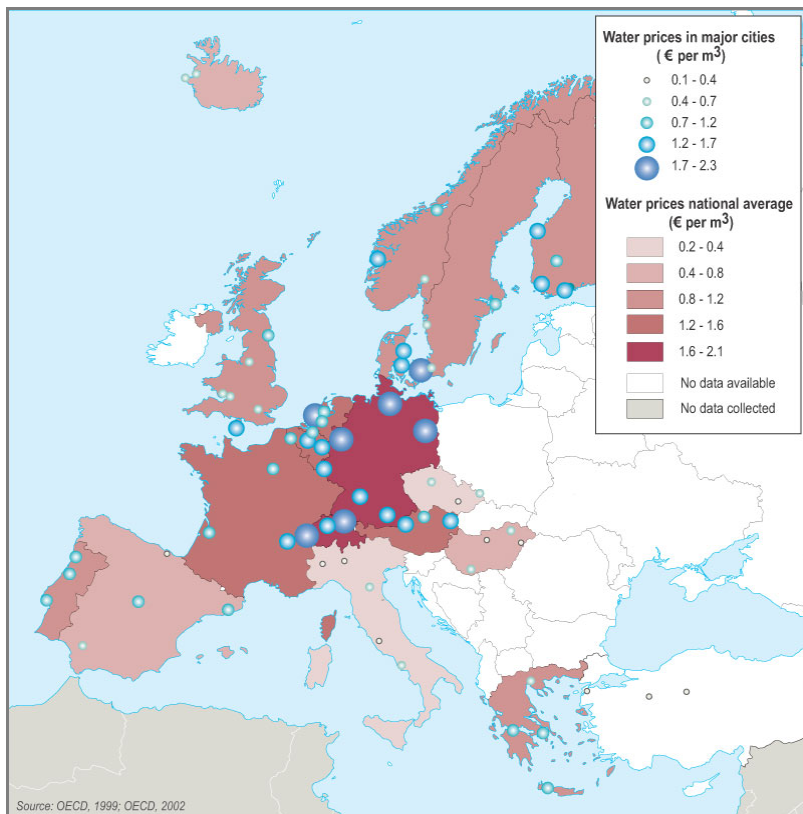 Water prices in major cities
( € per m3)
0.1 - 0.4
0.4 - 0.7
0.7 - 1.2
1.2 - 1.7
1.7 - 2.3
Water prices national average
(€ per m3)
0.2 - 0.4
0.4 - 0.8
0.8 - 1.2
1.2 - 1.6
1.6 - 2.1
No data available
No data collected
Source: OECD, 1999; OECD, 2002